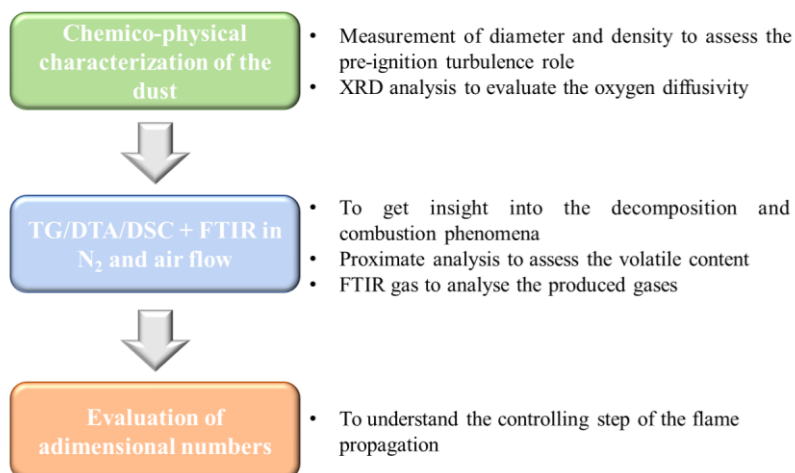 Chemico-physical
characterization of the
dust
• Measurement of diameter and density to assess the
pre-ignition turbulence role
• XRD analysis to evaluate the oxygen diffusivity
TG/DTA/DSC + FTIR in
N₂ and air flow
• To get insight into the decomposition and
combustion phenomena
• Proximate analysis to assess the volatile content
• FTIR gas to analyse the produced gases
Evaluation of
adimensional numbers
• To understand the controlling step of the flame
propagation